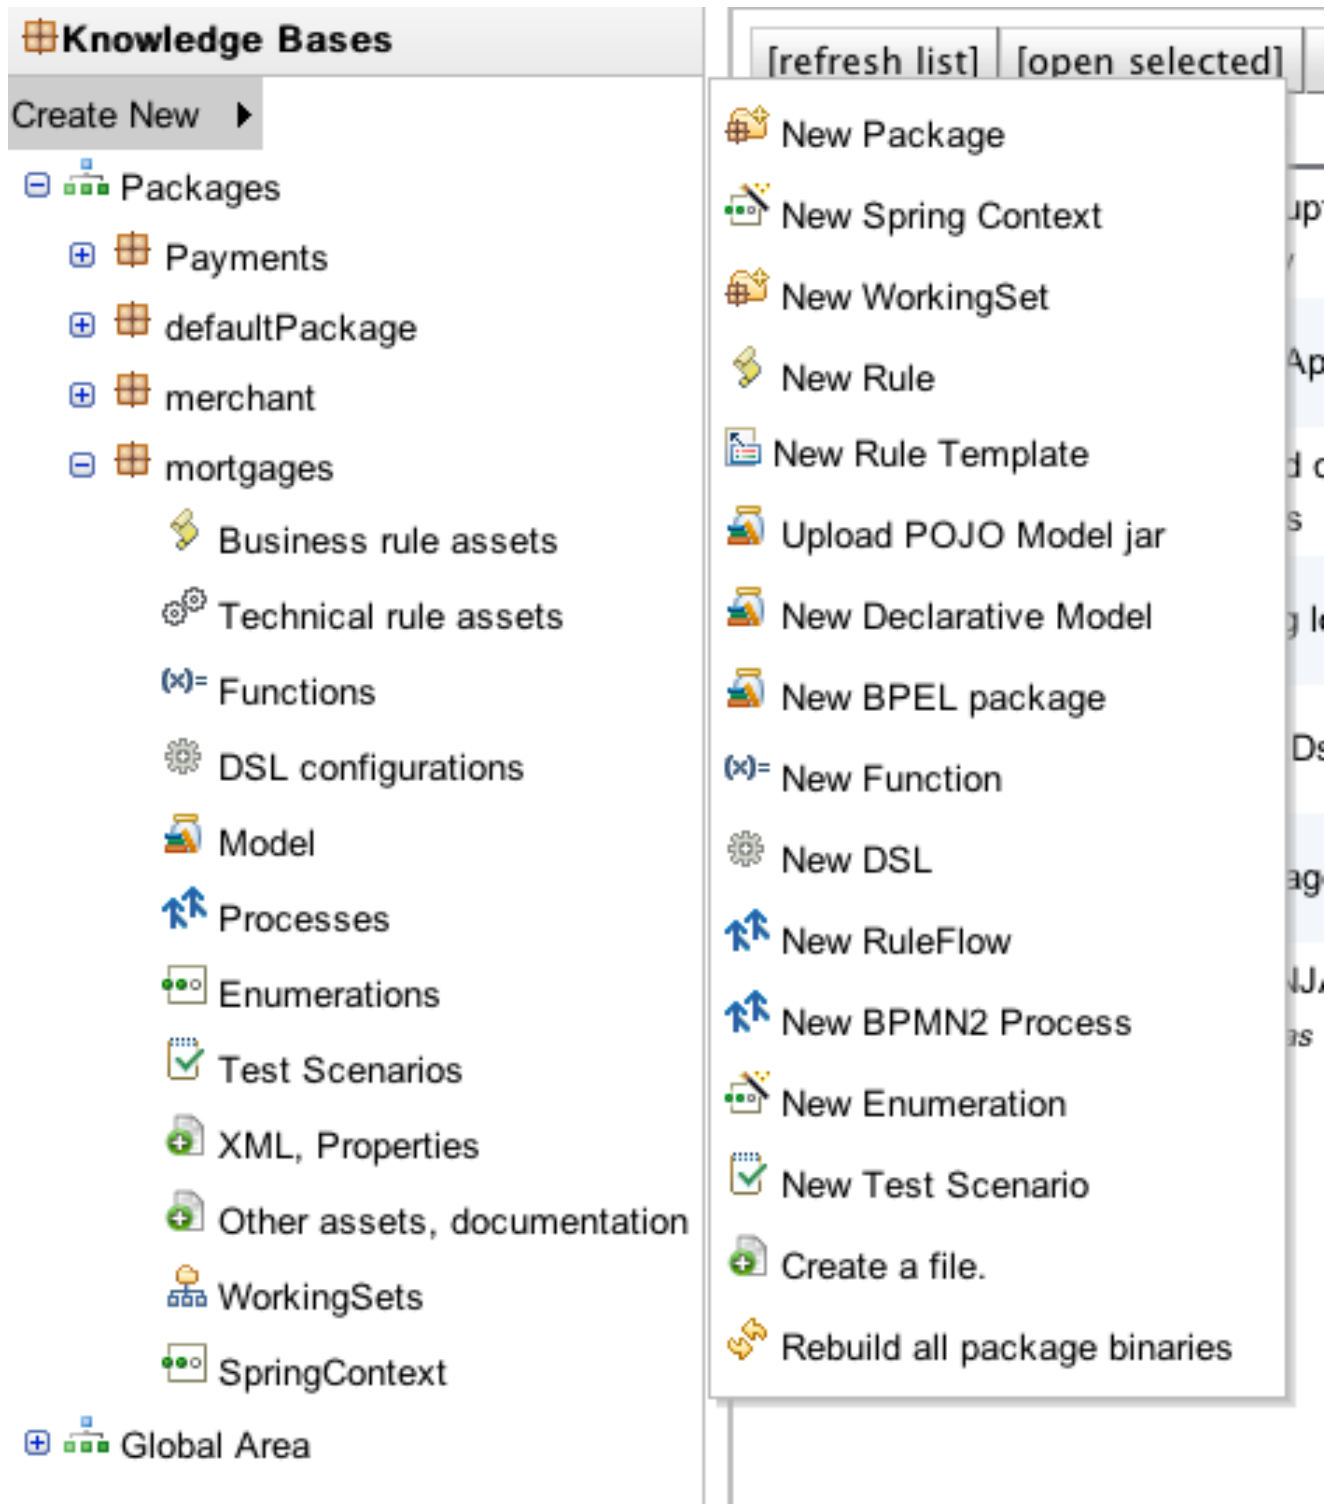 Knowledge Bases
Create New
Packages
Payments
defaultPackage
merchant
mortgages
Business rule assets
Technical rule assets
Functions
DSL configurations
Model
Processes
Enumerations
Test Scenarios
XML, Properties
Other assets, documentation
WorkingSets
SpringContext
Global Area
[refresh list] [open selected]
New Package
New Spring Context
New WorkingSet
New Rule
New Rule Template
Upload POJO Model jar
New Declarative Model
New BPEL package
New Function
New DSL
New RuleFlow
New BPMN2 Process
New Enumeration
New Test Scenario
Create a file.
Rebuild all package binaries